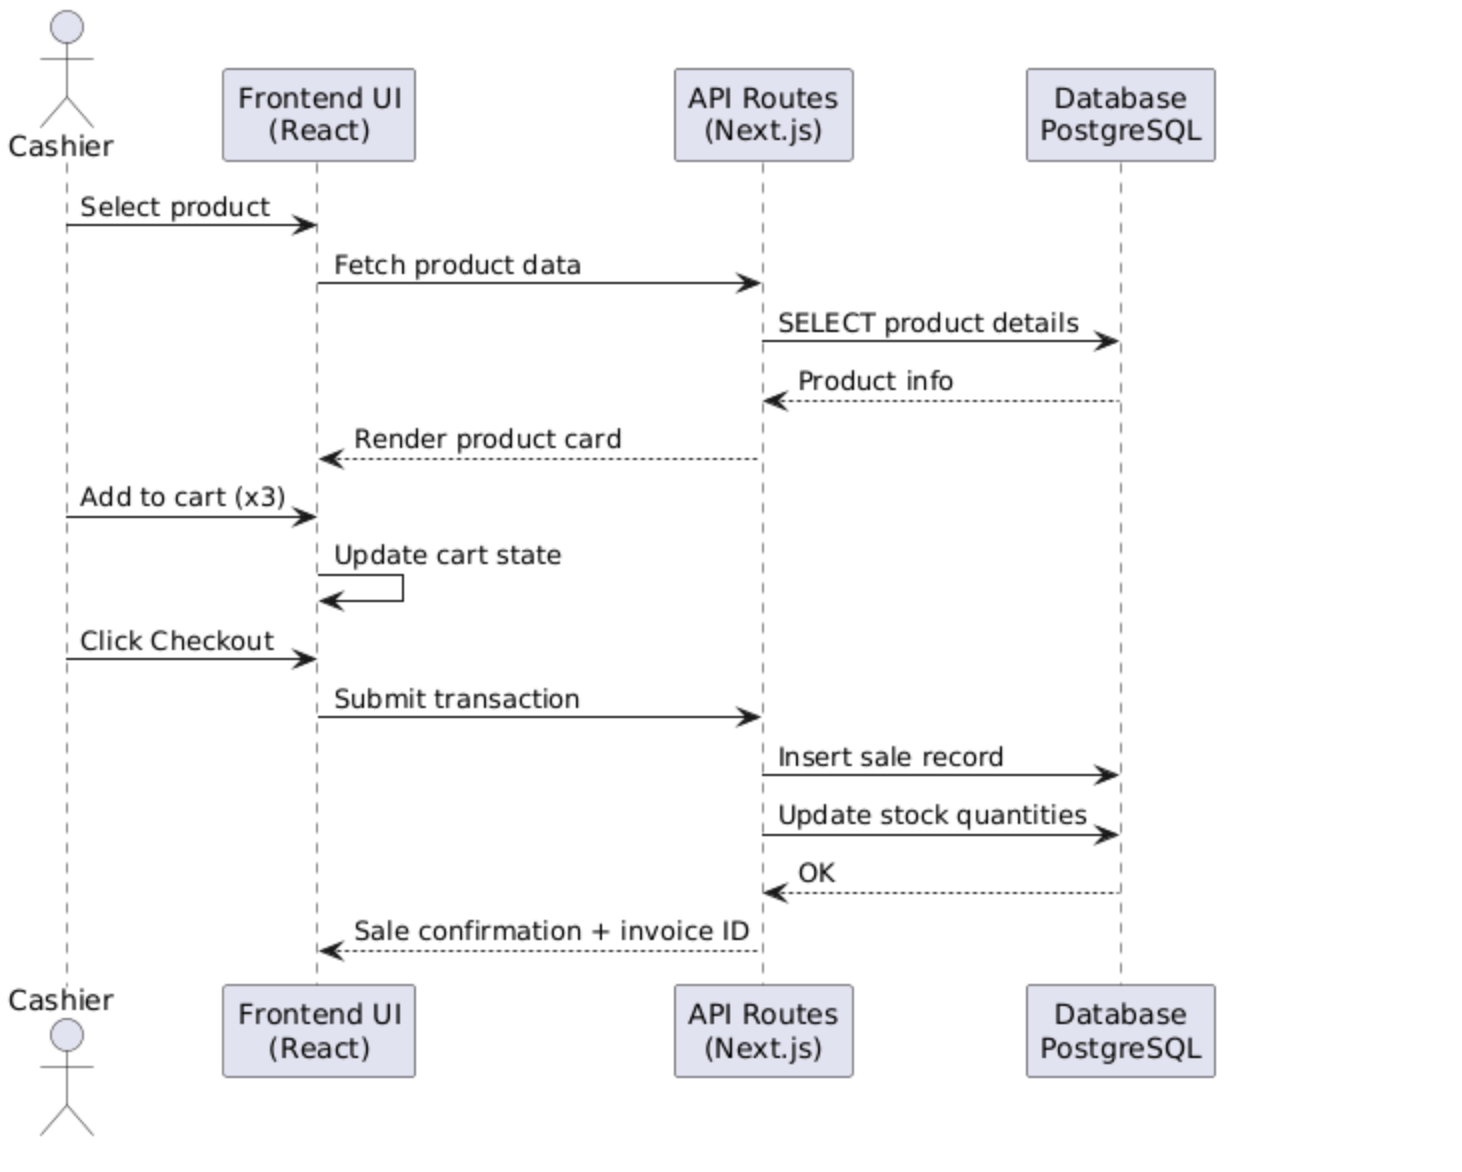 Cashier
Frontend UI
(React)
API Routes
(Next.js)
Database
PostgreSQL
Select product
Fetch product data
SELECT product details
Product info
Render product card
Add to cart (x3)
Update cart state
Click Checkout
Submit transaction
Insert sale record
Update stock quantities
OK
Sale confirmation + invoice ID
Cashier
Frontend UI
(React)
API Routes
(Next.js)
Database
PostgreSQL